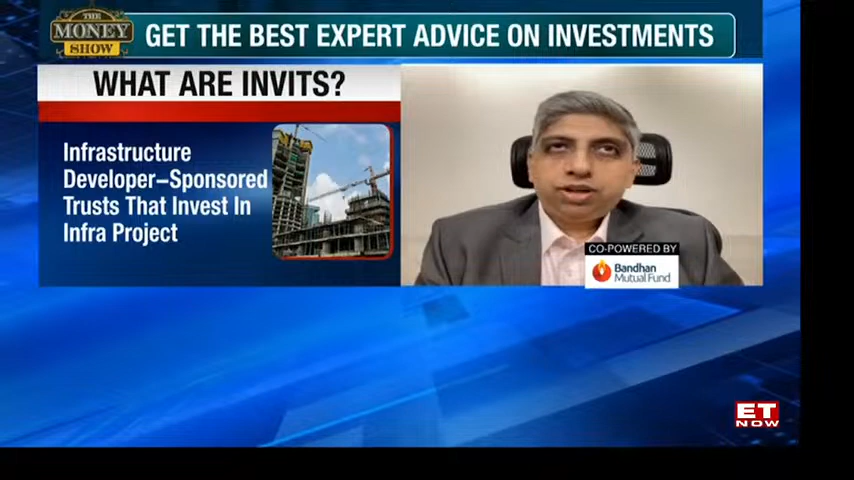 THE
MONEY
SHOW
GET THE BEST EXPERT ADVICE ON INVESTMENTS
WHAT ARE INVITS?
Infrastructure
Developer–Sponsored
Trusts That Invest In
Infra Project
CO-POWERED BY
Bandhan
Mutual Fund
ET
NOW